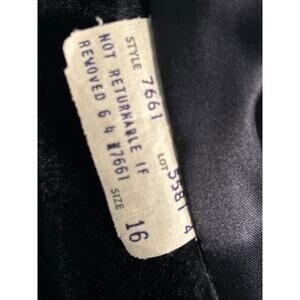 STYLE 7661
NOT RETURNABLE IF
REMOVED 6 4 #7661
LOT 5581 4
SIZE 16